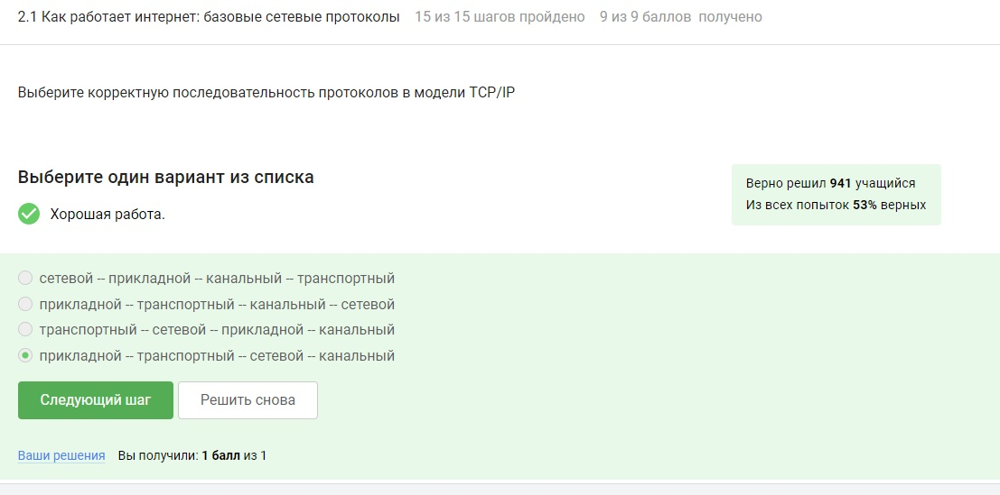 2.1 Как работает интернет: базовые сетевые протоколы 15 из 15 шагов пройдено 9 из 9 баллов получено
Выберите корректную последовательность протоколов в модели TCP/IP
Выберите один вариант из списка
Хорошая работа.
Верно решил 941 учащийся
Из всех попыток 53% верных
сетевой -- прикладной -- канальный -- транспортный
прикладной -- транспортный -- канальный -- сетевой
транспортный -- сетевой -- прикладной -- канальный
прикладной -- транспортный -- сетевой -- канальный
Следующий шаг Решить снова
Ваши решения Вы получили: 1 балл из 1